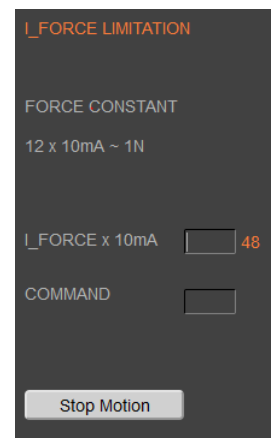 I_FORCE LIMITATION
FORCE CONSTANT
12 x 10mA ~ 1N
I_FORCE x 10mA 48
COMMAND
Stop Motion